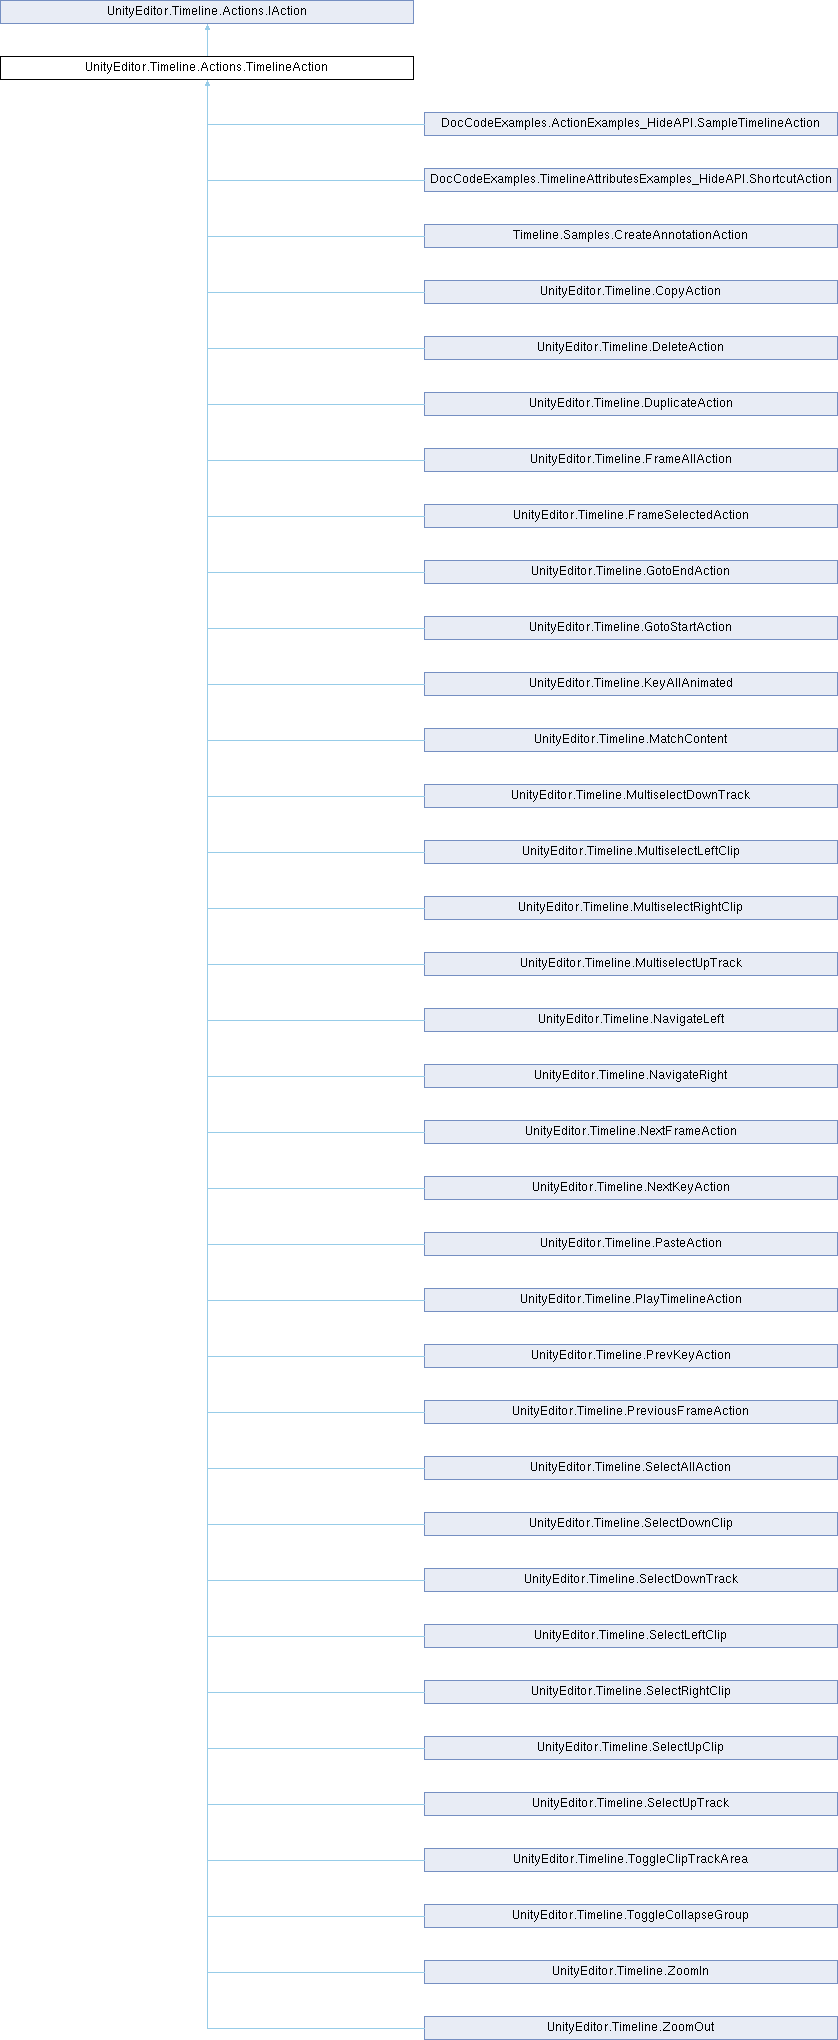 UnityEditor.Timeline.Actions.IAction
UnityEditor.Timeline.Actions.TimelineAction
DocCodeExamples.ActionExamples_HideAPI.SampleTimelineAction
DocCodeExamples.TimelineAttributesExamples_HideAPI.ShortcutAction
Timeline.Samples.CreateAnnotationAction
UnityEditor.Timeline.CopyAction
UnityEditor.Timeline.DeleteAction
UnityEditor.Timeline.DuplicateAction
UnityEditor.Timeline.FrameAllAction
UnityEditor.Timeline.FrameSelectedAction
UnityEditor.Timeline.GotoEndAction
UnityEditor.Timeline.GotoStartAction
UnityEditor.Timeline.KeyAllAnimated
UnityEditor.Timeline.MatchContent
UnityEditor.Timeline.MultiselectDownTrack
UnityEditor.Timeline.MultiselectLeftClip
UnityEditor.Timeline.MultiselectRightClip
UnityEditor.Timeline.MultiselectUpTrack
UnityEditor.Timeline.NavigateLeft
UnityEditor.Timeline.NavigateRight
UnityEditor.Timeline.NextFrameAction
UnityEditor.Timeline.NextKeyAction
UnityEditor.Timeline.PasteAction
UnityEditor.Timeline.PlayTimelineAction
UnityEditor.Timeline.PrevKeyAction
UnityEditor.Timeline.PreviousFrameAction
UnityEditor.Timeline.SelectAllAction
UnityEditor.Timeline.SelectDownClip
UnityEditor.Timeline.SelectDownTrack
UnityEditor.Timeline.SelectLeftClip
UnityEditor.Timeline.SelectRightClip
UnityEditor.Timeline.SelectUpClip
UnityEditor.Timeline.SelectUpTrack
UnityEditor.Timeline.ToggleClipTrackArea
UnityEditor.Timeline.ToggleCollapseGroup
UnityEditor.Timeline.ZoomIn
UnityEditor.Timeline.ZoomOut